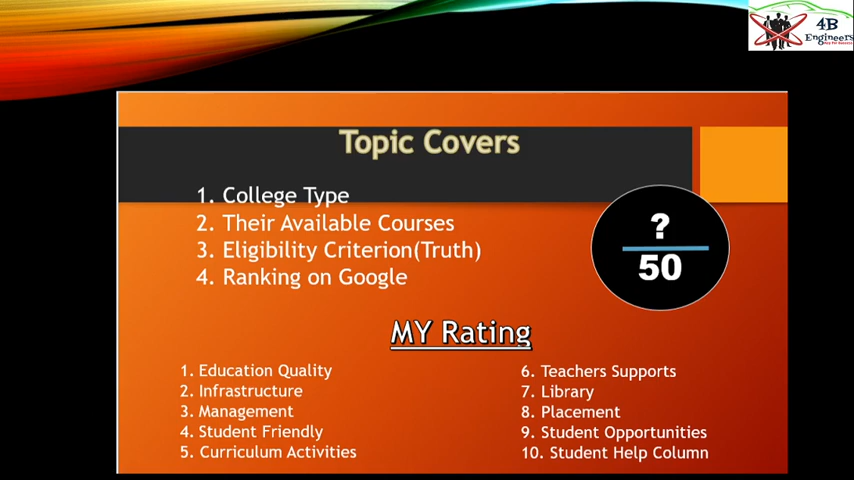 4B
Engineers
Topic Covers
1. College Type
2. Their Available Courses
3. Eligibility Criterion(Truth)
4. Ranking on Google
?
50
MY Rating
1. Education Quality
2. Infrastructure
3. Management
4. Student Friendly
5. Curriculum Activities
6. Teachers Supports
7. Library
8. Placement
9. Student Opportunities
10. Student Help Column